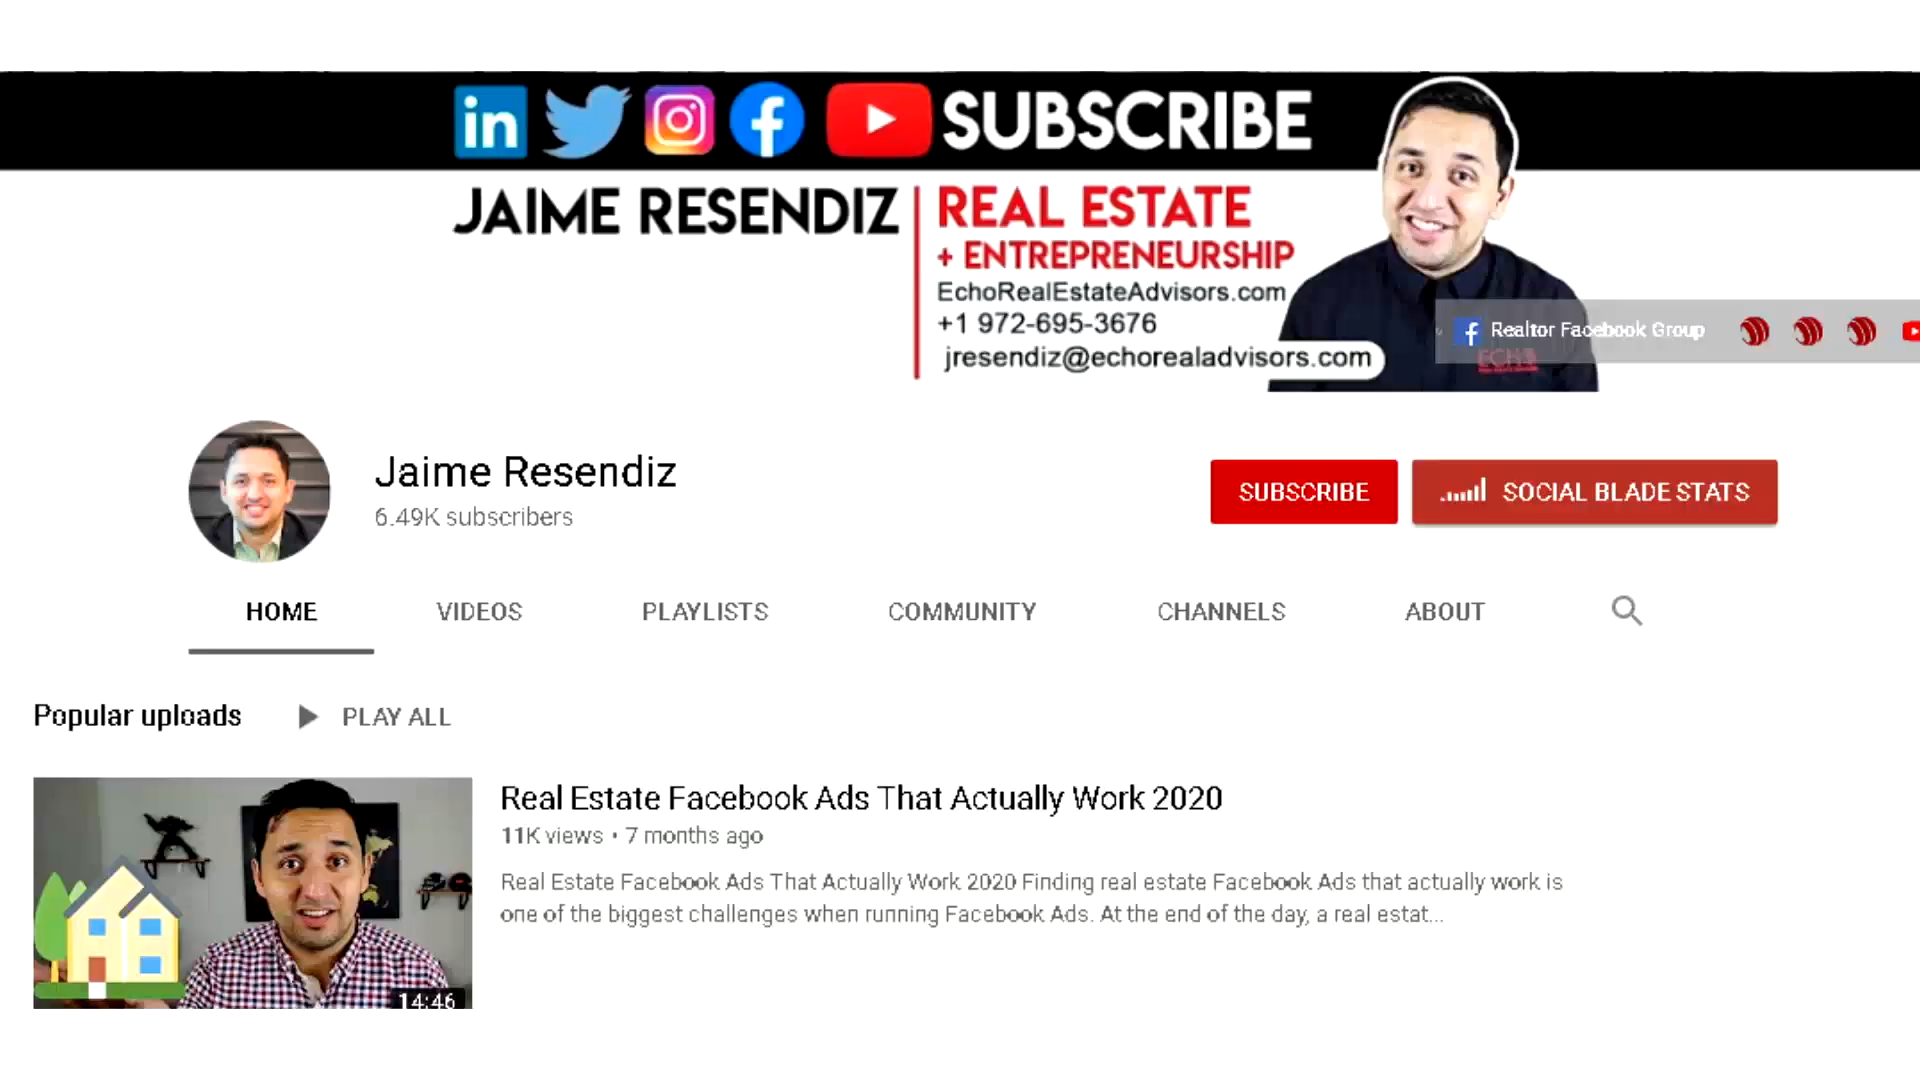 in SUBSCRIBE
JAIME RESENDIZ
REAL ESTATE
+ ENTREPRENEURSHIP
EchoRealEstateAdvisors.com
+1 972-695-3676
jresendiz@echorealadvisors.com
Realtor Facebook Group
ECHO
Jaime Resendiz
6.49K subscribers
SUBSCRIBE
SOCIAL BLADE STATS
HOME VIDEOS PLAYLISTS COMMUNITY CHANNELS ABOUT
Popular uploads PLAY ALL
Real Estate Facebook Ads That Actually Work 2020
11K views • 7 months ago
Real Estate Facebook Ads That Actually Work 2020 Finding real estate Facebook Ads that actually work is
one of the biggest challenges when running Facebook Ads. At the end of the day, a real estat...
14:46